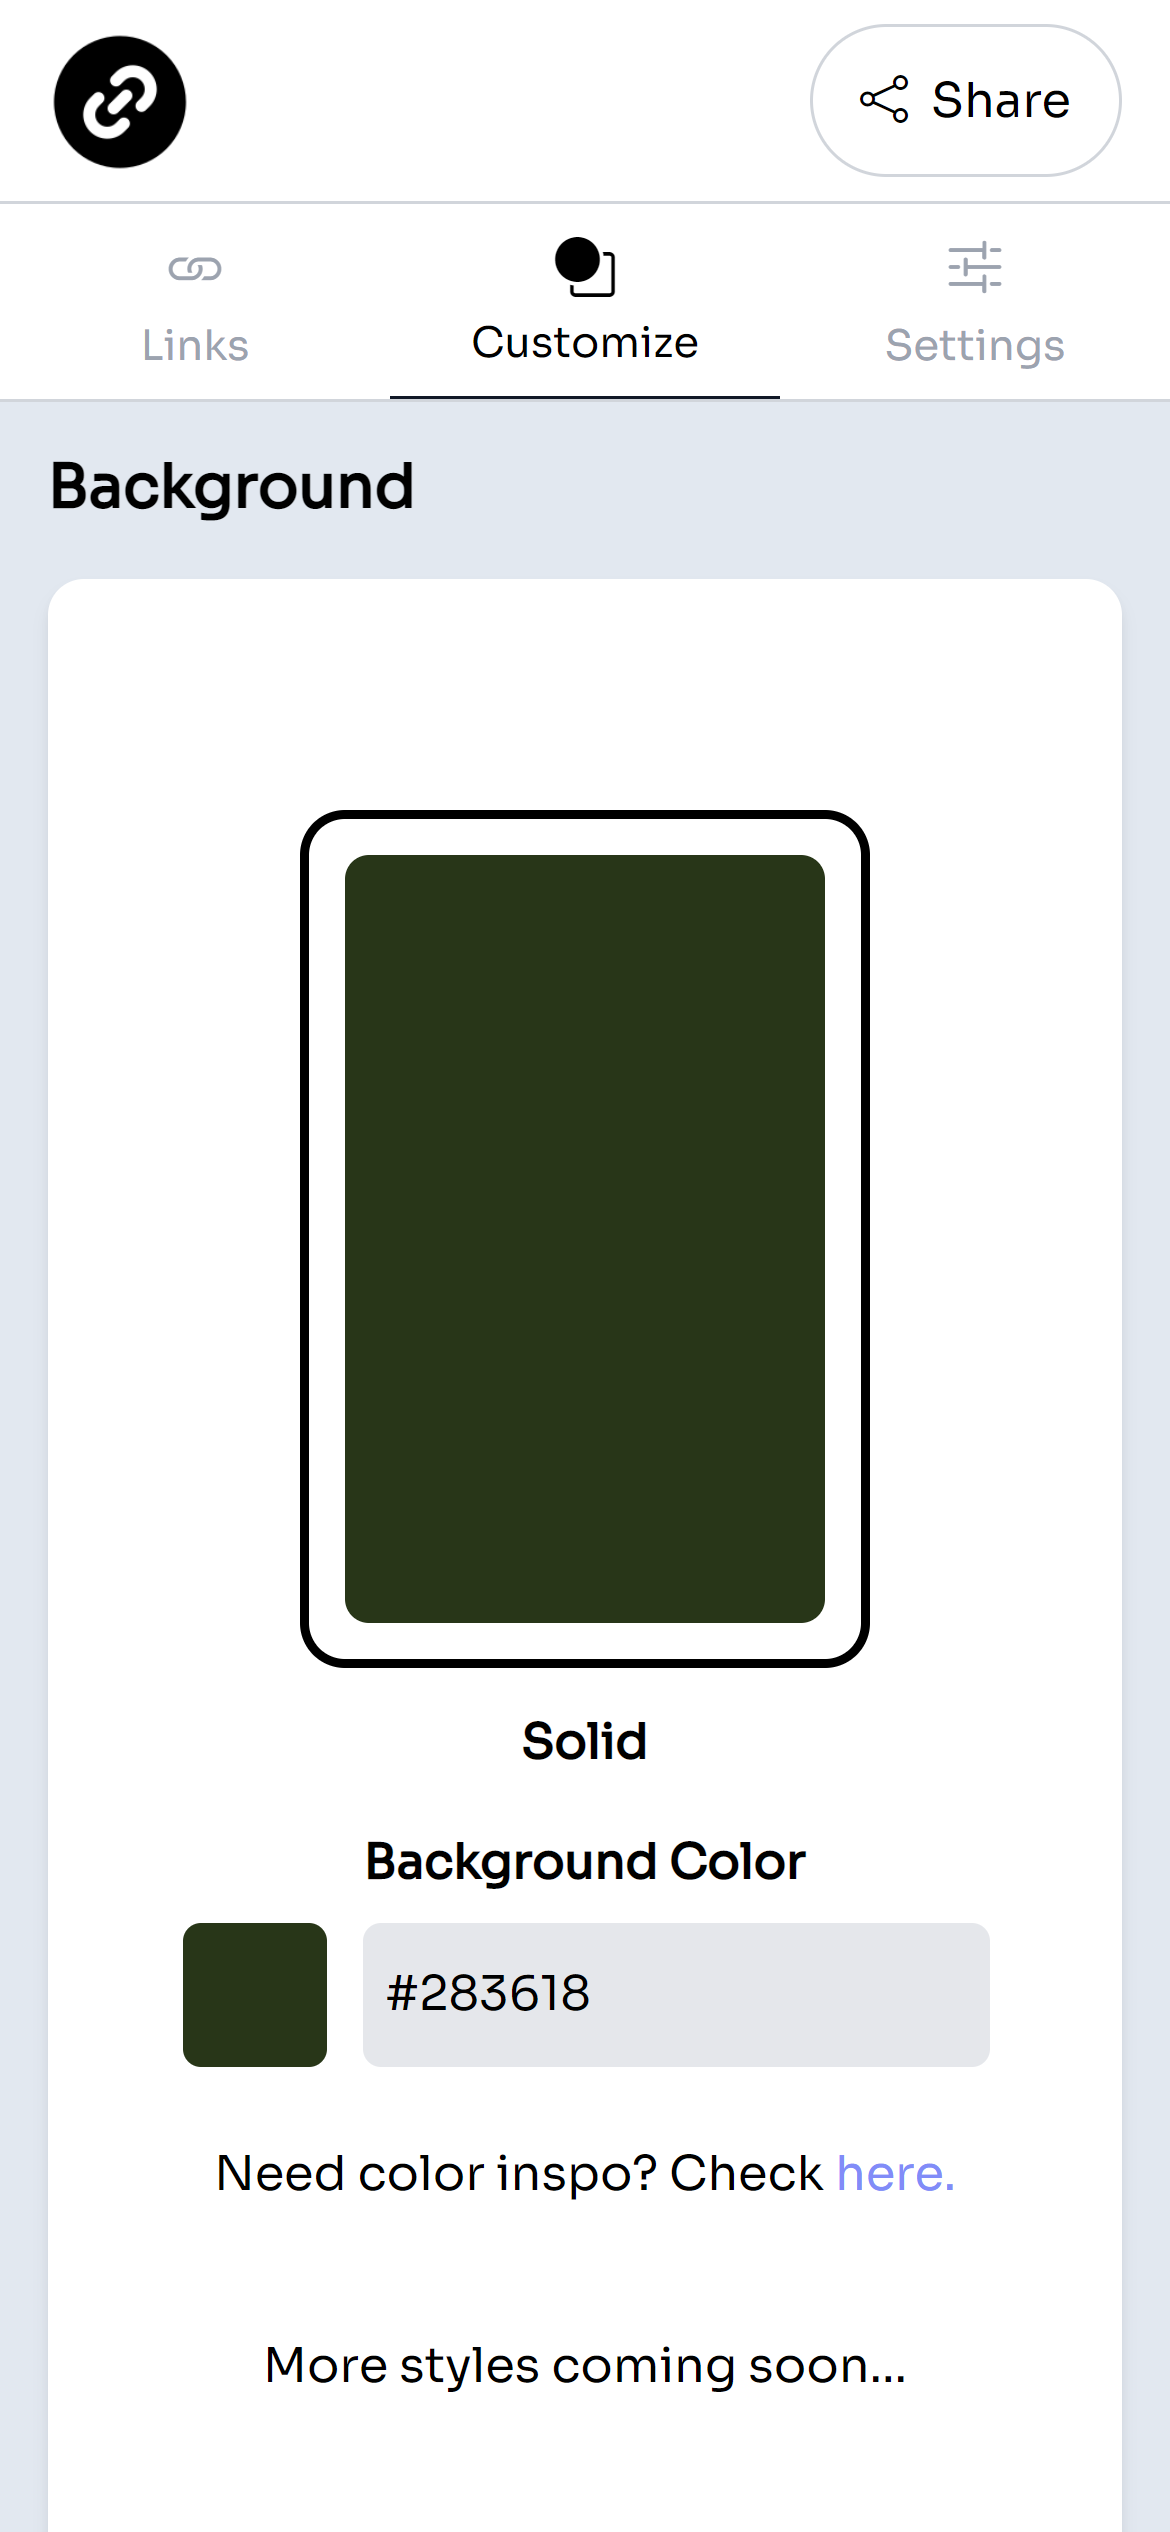 Share
Links
Customize
Settings
Background
Solid
Background Color
#283618
Need color inspo? Check here.
More styles coming soon...